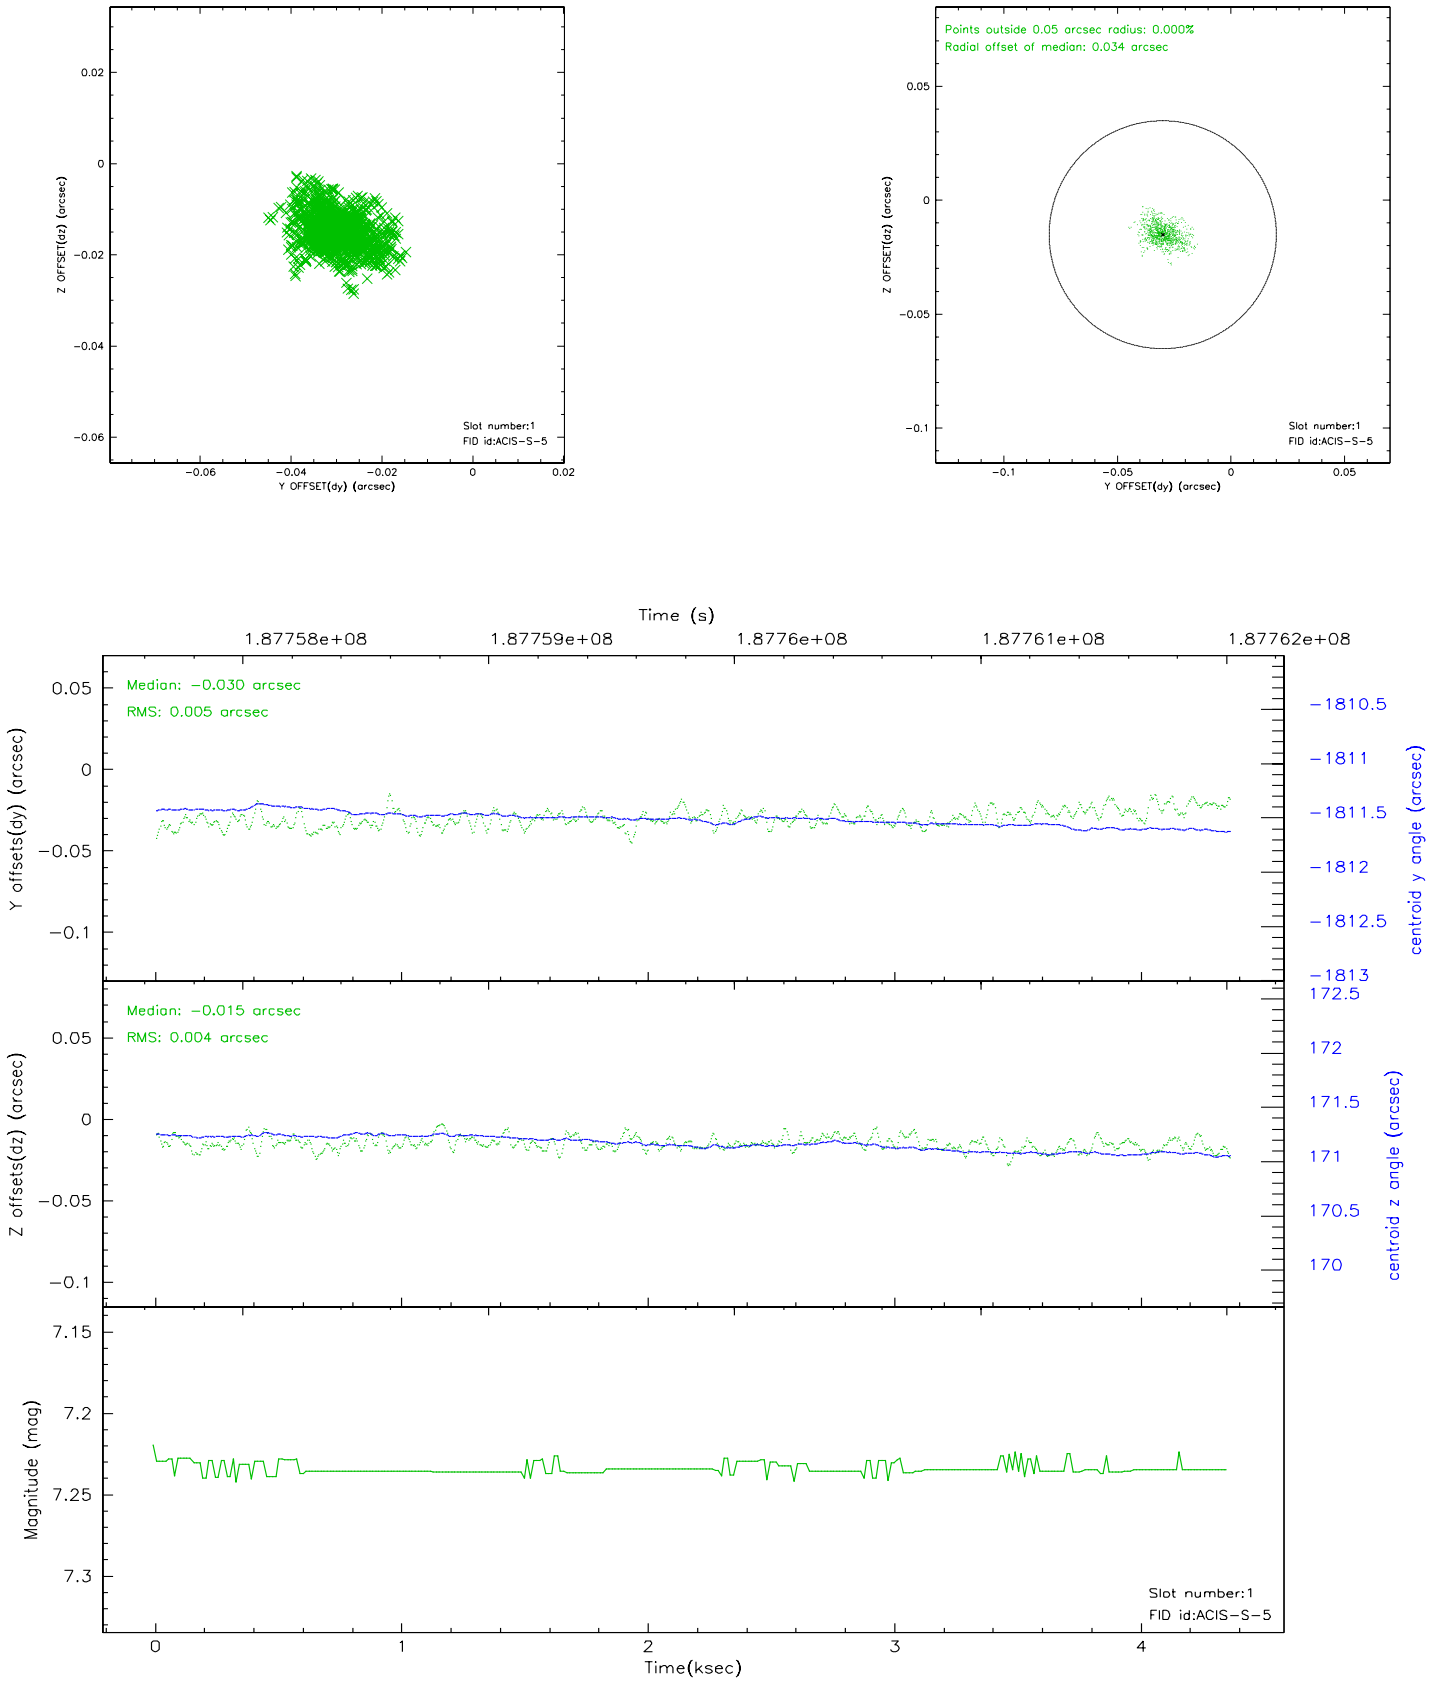 0.02
0
-0.02
-0.04
-0.06
Z OFFSET(dz) (arcsec)
Slot number:1
FID id:ACIS-S-5
-0.06 -0.04 -0.02 0 0.02
Y OFFSET(dy) (arcsec)
Points outside 0.05 arcsec radius: 0.000%
Radial offset of median: 0.034 arcsec
0.05
0
-0.05
-0.1
Z OFFSET(dz) (arcsec)
Slot number:1
FID id:ACIS-S-5
-0.1 -0.05 0 0.05
Y OFFSET(dy) (arcsec)
Time (s)
1.87758e+08 1.87759e+08 1.8776e+08 1.87761e+08 1.87762e+08
Median: -0.030 arcsec
RMS: 0.005 arcsec
0.05
0
-0.05
-0.1
Y offsets(dy) (arcsec)
-1810.5
-1811
-1811.5
-1812
-1812.5
-1813
centroid y angle (arcsec)
Median: -0.015 arcsec
RMS: 0.004 arcsec
0.05
0
-0.05
-0.1
Z offsets(dz) (arcsec)
172.5
172
171.5
171
170.5
170
centroid z angle (arcsec)
7.15
7.2
7.25
7.3
Magnitude (mag)
Slot number:1
FID id:ACIS-S-5
0 1 2 3 4
Time(ksec)